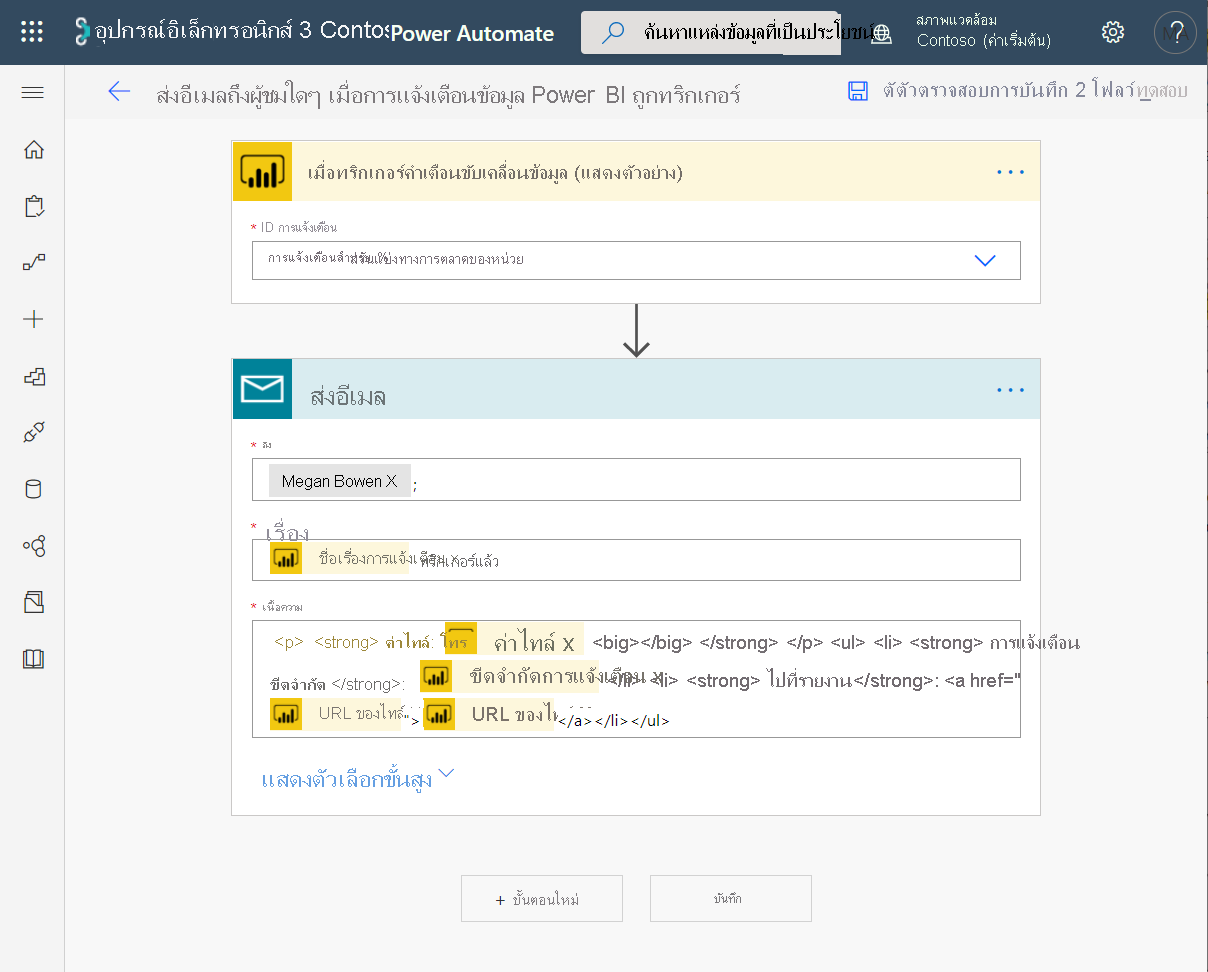 อุปกรณ์อิเล็กทรอนิกส์ 3 Contos Power Automate
ค้นหาแหล่งข้อมูลที่เป็นประโยชน์
สภาพแวดล้อม
Contoso (ค่าเริ่มต้น)
?
ส่งอีเมลถึงผู้ชมใดๆ เมื่อการแจ้งเตือนข้อมูล Power BI ถูกทริกเกอร์
ตัตัวตรวจสอบการบันทึก 2 โฟลว์ ทดสอบ
เมื่อทริกเกอร์คำเตือนขับเคลื่อนข้อมูล (แสดงตัวอย่าง)
* ID การแจ้งเตือน
การแจ้งเตือนสำหรับ % ส่วนแบ่งทางการตลาดของหน่วย
ส่งอีเมล
* ถึง
Megan Bowen X ;
* เรื่อง
ชื่อเรื่องการแจ้งเตือน x ทริกเกอร์แล้ว
* เนื้อความ
<p> <strong> ค่าไทล์: โทร ค่าไทล์ x <big></big> </strong> </p> <ul> <li> <strong> การแจ้งเตือน
ขีดจำกัด </strong>: ขีดจำกัดการแจ้งเตือน x </li> <li> <strong> ไปที่รายงาน</strong>: <a href="
URL ของไทล์ "> URL ของไ </a></li></ul>
แสดงตัวเลือกขั้นสูง
+ ขั้นตอนใหม่
บันทึก